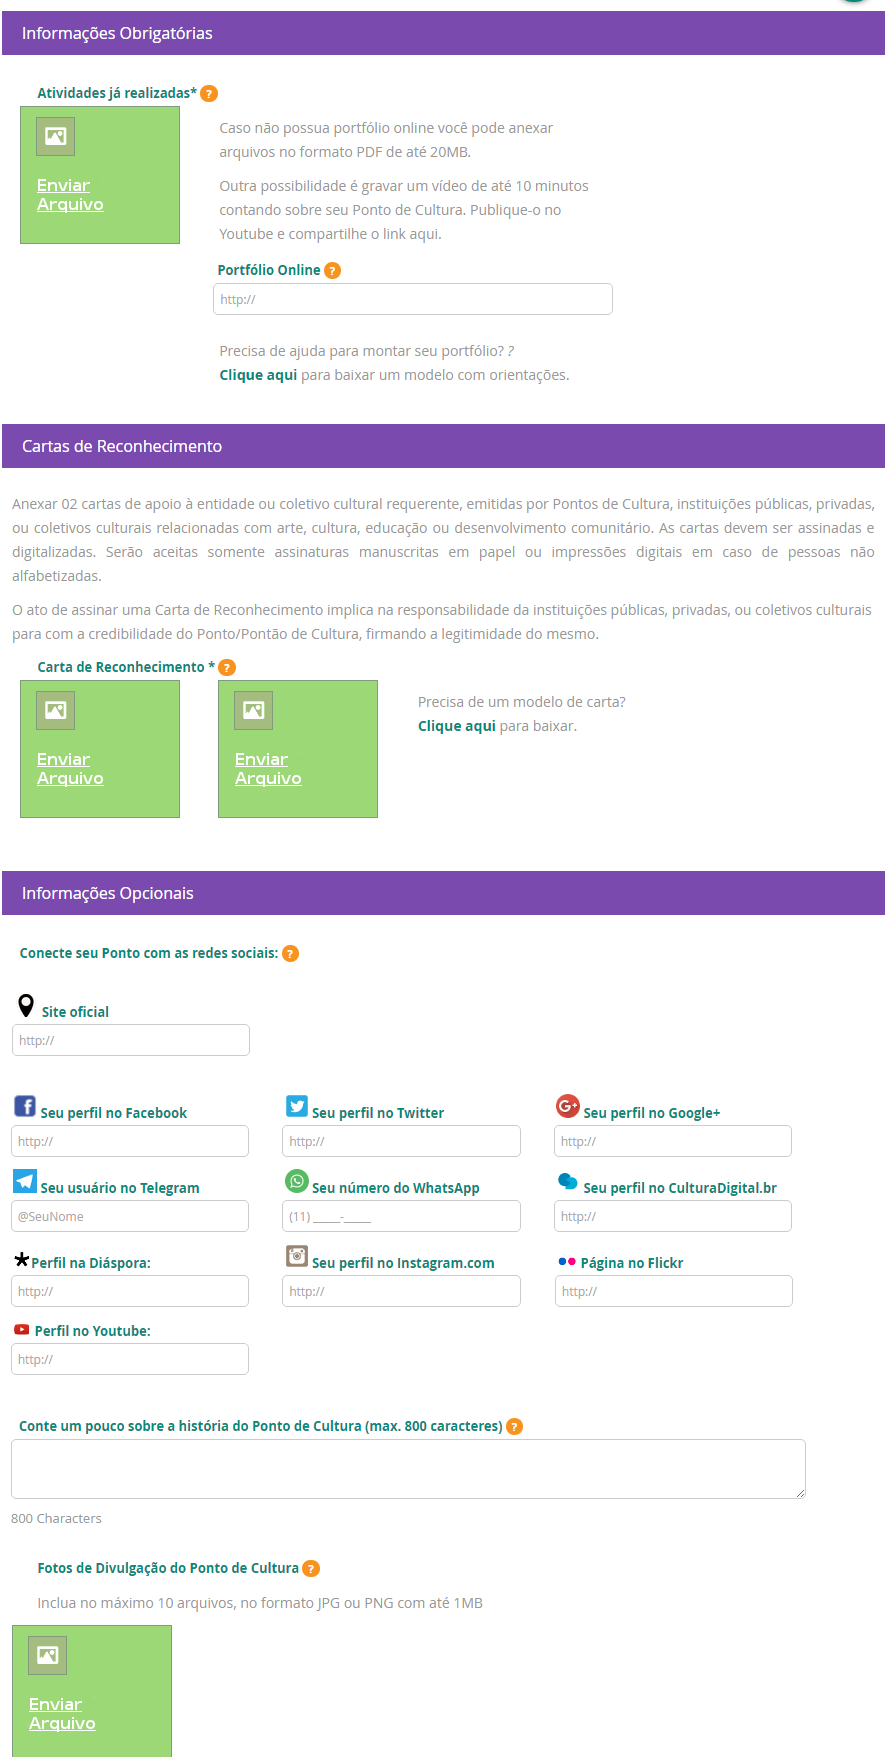 Informações Obrigatórias
Atividades já realizadas* ?
Enviar
Arquivo
Caso não possua portfólio online você pode anexar
arquivos no formato PDF de até 20MB.
Outra possibilidade é gravar um vídeo de até 10 minutos
contando sobre seu Ponto de Cultura. Publique-o no
Youtube e compartilhe o link aqui.
Portfólio Online ?
http://
Precisa de ajuda para montar seu portfólio? ?
Clique aqui para baixar um modelo com orientações.
Cartas de Reconhecimento
Anexar 02 cartas de apoio à entidade ou coletivo cultural requerente, emitidas por Pontos de Cultura, instituições públicas, privadas,
ou coletivos culturais relacionadas com arte, cultura, educação ou desenvolvimento comunitário. As cartas devem ser assinadas e
digitalizadas. Serão aceitas somente assinaturas manuscritas em papel ou impressões digitais em caso de pessoas não
alfabetizadas.
O ato de assinar uma Carta de Reconhecimento implica na responsabilidade da instituições públicas, privadas, ou coletivos culturais
para com a credibilidade do Ponto/Pontão de Cultura, firmando a legitimidade do mesmo.
Carta de Reconhecimento * ?
Enviar
Arquivo
Enviar
Arquivo
Precisa de um modelo de carta?
Clique aqui para baixar.
Informações Opcionais
Conecte seu Ponto com as redes sociais: ?
Site oficial
http://
Seu perfil no Facebook
http://
Seu perfil no Twitter
http://
Seu perfil no Google+
http://
Seu usuário no Telegram
@SeuNome
Seu número do WhatsApp
(11) _____-_____
Seu perfil no CulturaDigital.br
http://
Perfil na Diáspora:
http://
Seu perfil no Instagram.com
http://
Página no Flickr
http://
Perfil no Youtube:
http://
Conte um pouco sobre a história do Ponto de Cultura (max. 800 caracteres) ?
800 Characters
Fotos de Divulgação do Ponto de Cultura ?
Inclua no máximo 10 arquivos, no formato JPG ou PNG com até 1MB
Enviar
Arquivo